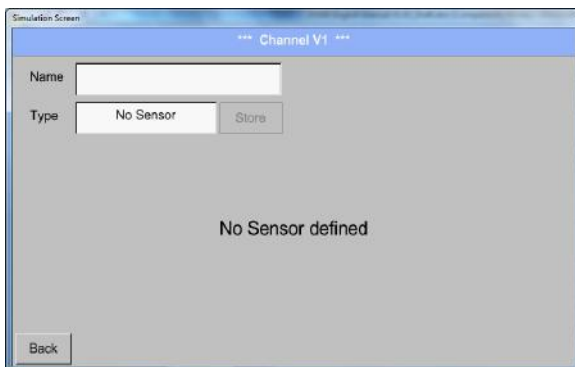 Simulation Screen
*** Channel V1 ***
Name
Type No Sensor Store
No Sensor defined
Back